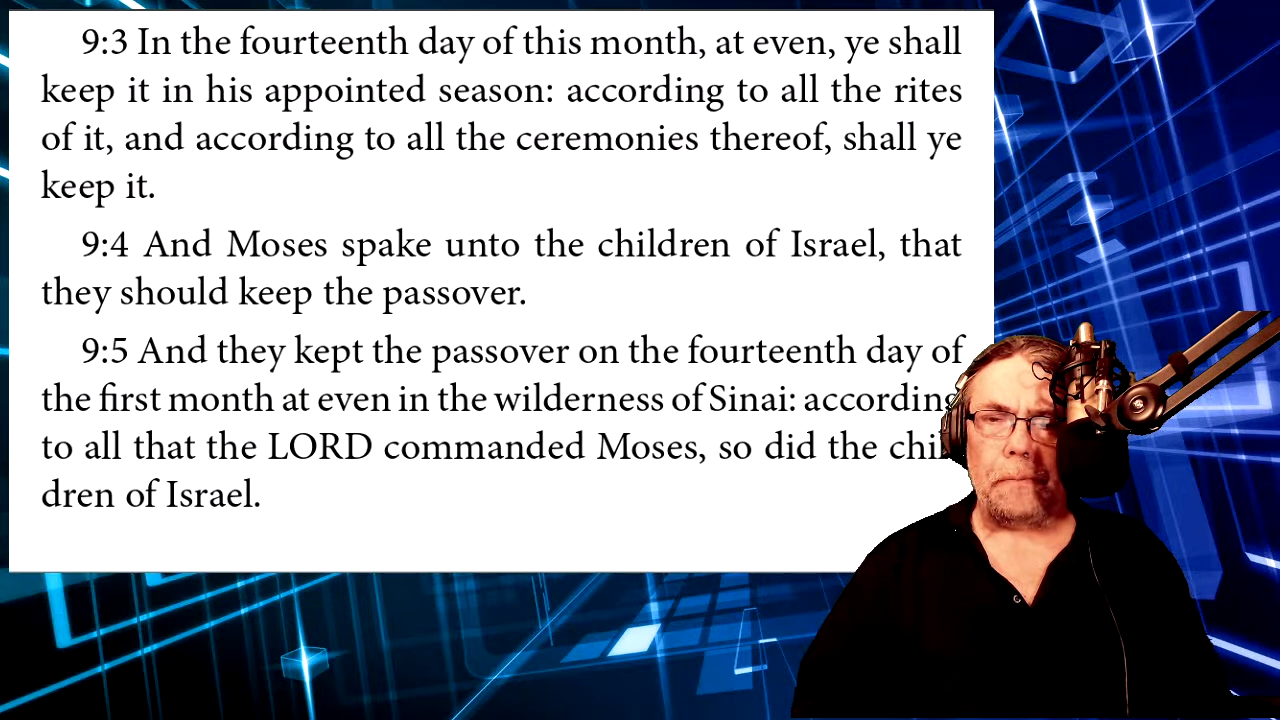 9:3 In the fourteenth day of this month, at even, ye shall
keep it in his appointed season: according to all the rites
of it, and according to all the ceremonies thereof, shall ye
keep it.
9:4 And Moses spake unto the children of Israel, that
they should keep the passover.
9:5 And they kept the passover on the fourteenth day of
the first month at even in the wilderness of Sinai: according
to all that the LORD commanded Moses, so did the chil-
dren of Israel.